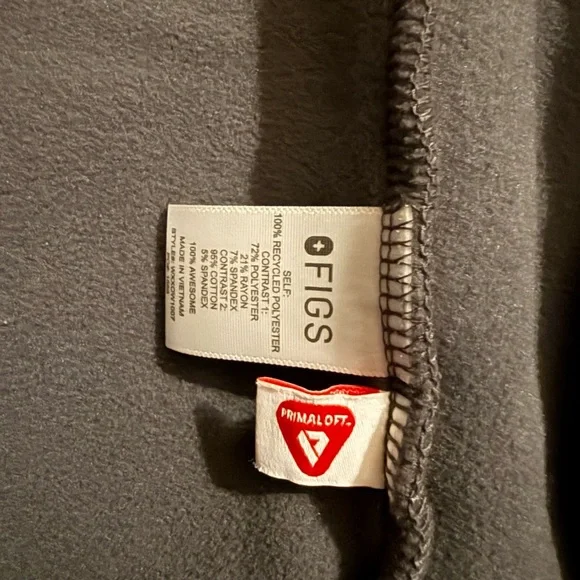 FIGS
SELF:
100% RECYCLED POLYESTER
CONTRAST 1:
72% POLYESTER
21% RAYON
7% SPANDEX
CONTRAST 2:
95% COTTON
5% SPANDEX
100% AWESOME
MADE IN VIETNAM
PRIMALOFT